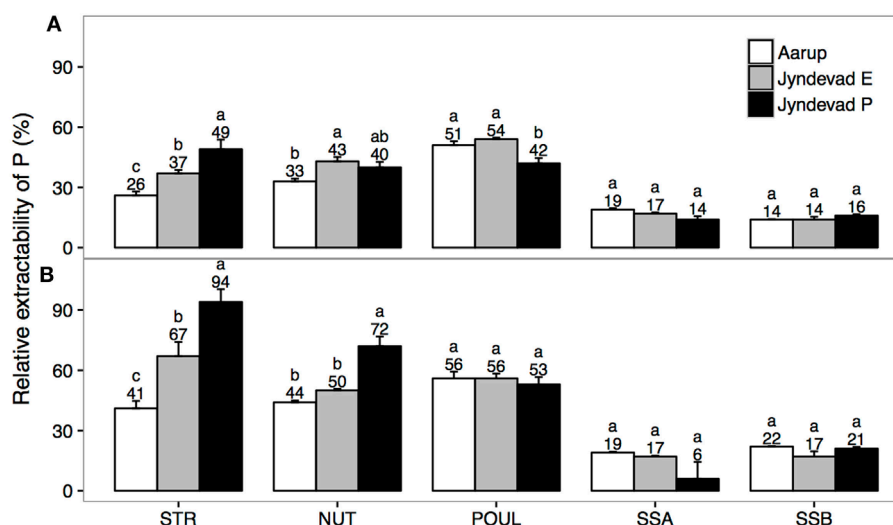 A
Aarup
Jyndevad E
Jyndevad P
Relative extractability of P (%)
90
60
30
0
c b a
26 37 49
b a ab
33 43 40
a a b
51 54 42
a a a
19 17 14
a a a
14 14 16
B
90
60
30
0
c b a
41 67 94
b b a
44 50 72
a a a
56 56 53
a a a
19 17 6
a a a
22 17 21
STR NUT POUL SSA SSB